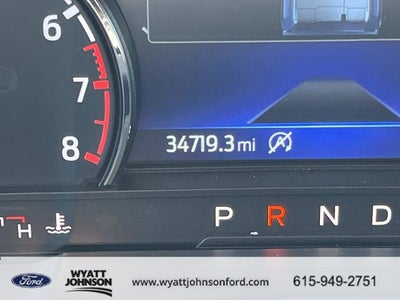 6
7
8
34719.3 mi
P R N D
H
Ford
WYATT
JOHNSON
www.wyattjohnsonford.com
615-949-2751